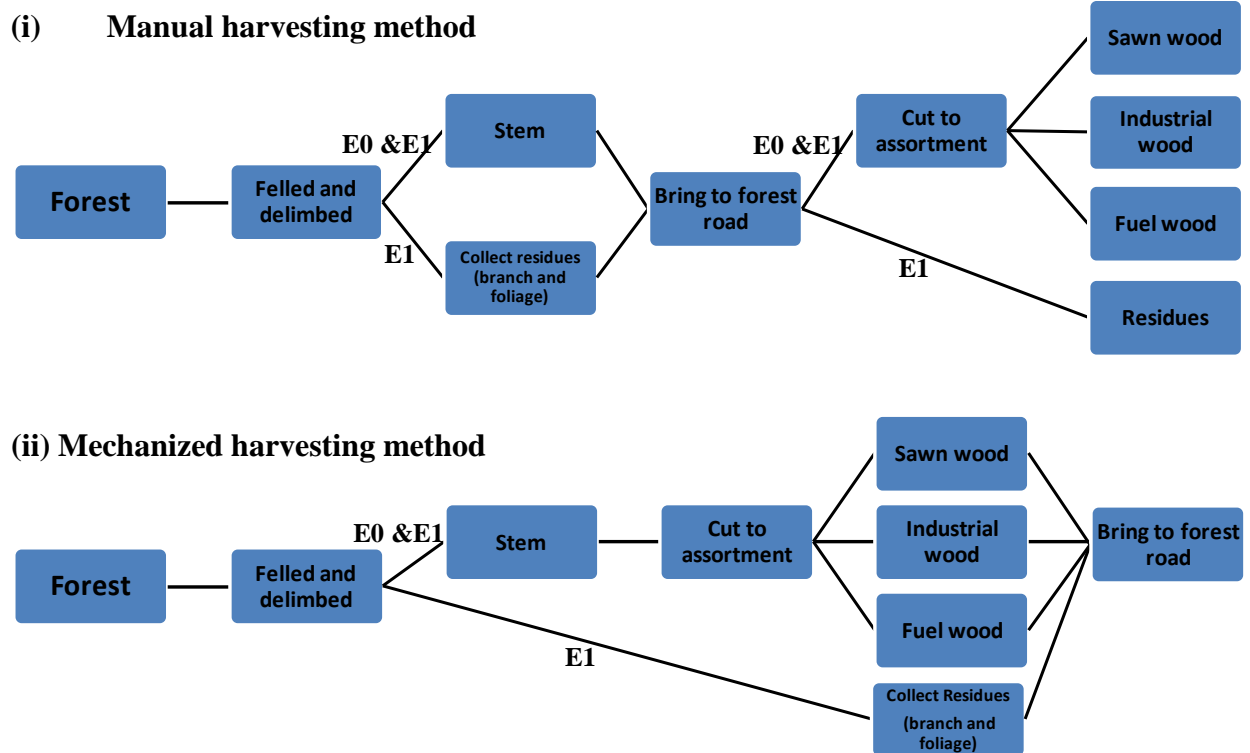 (i) Manual harvesting method
Forest
Felled and
delimbed
E0 &E1
E1
Stem
Collect residues
(branch and
foliage)
Bring to forest
road
E0 &E1
E1
Cut to
assortment
Sawn wood
Industrial
wood
Fuel wood
Residues
(ii) Mechanized harvesting method
Forest
Felled and
delimbed
E0 &E1
E1
Stem
Cut to
assortment
Sawn wood
Industrial
wood
Fuel wood
Collect Residues
(branch and
foliage)
Bring to forest
road